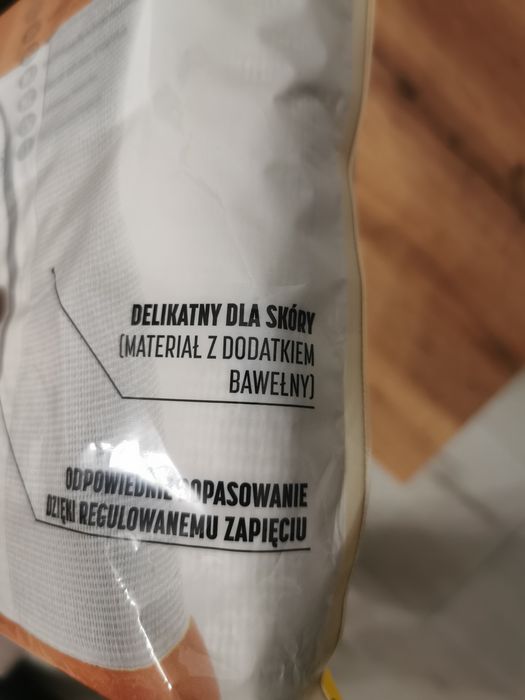 DELIKATNY DLA SKÓRY
(MATERIAŁ Z DODATKIEM
BAWEŁNY)
ODPOWIEDNIE DOPASOWANIE
DZIĘKI REGULOWANEMU ZAPIĘCIU